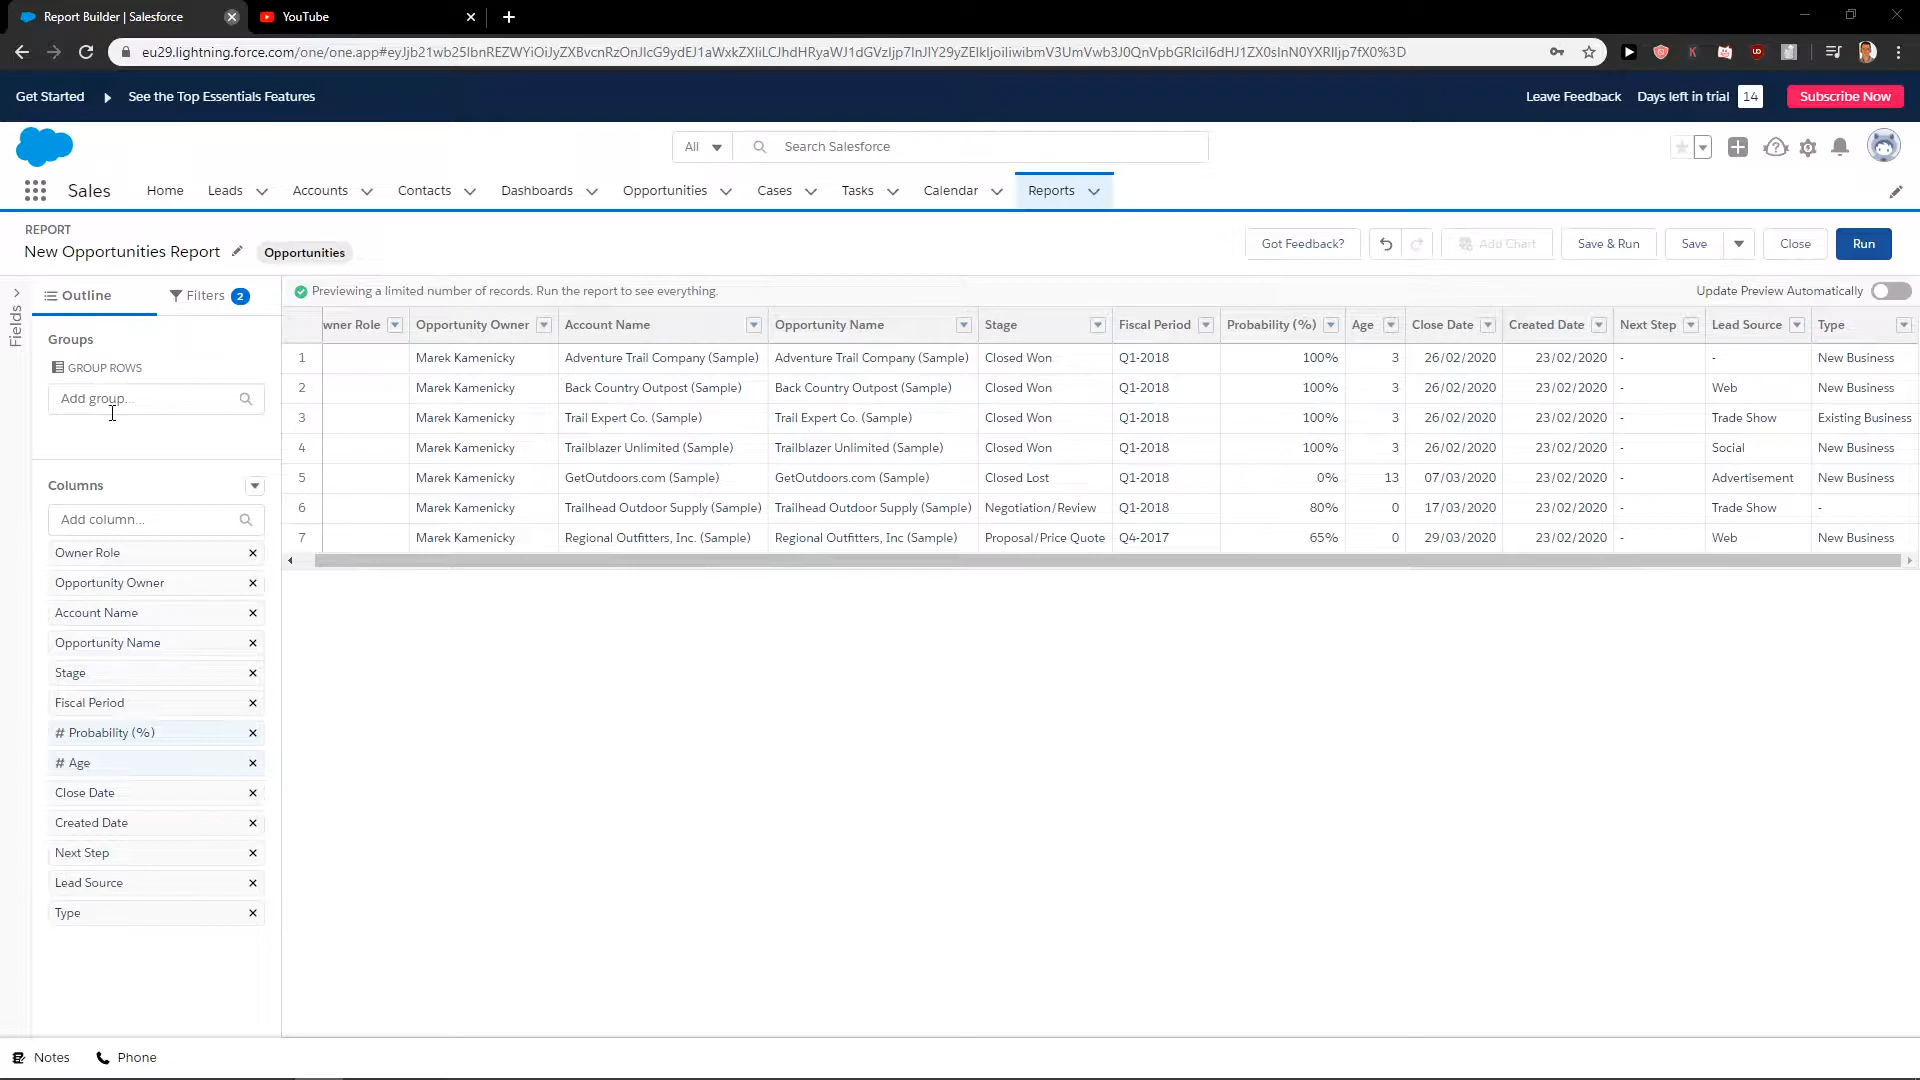 Report Builder | Salesforce
YouTube
Get Started
See the Top Essentials Features
Leave Feedback
Days left in trial 14
Subscribe Now
All
Search Salesforce
Sales
Home
Leads
Accounts
Contacts
Dashboards
Opportunities
Cases
Tasks
Calendar
Reports
REPORT
New Opportunities Report
Opportunities
Got Feedback?
Add Chart
Save & Run
Save
Close
Run
Fields
Outline
Filters 2
Previewing a limited number of records. Run the report to see everything.
Update Preview Automatically
Groups
GROUP ROWS
Add group...
Columns
Add column...
Owner Role
Opportunity Owner
Account Name
Opportunity Name
Stage
Fiscal Period
# Probability (%)
# Age
Close Date
Created Date
Next Step
Lead Source
Type
wner Role Opportunity Owner Account Name Opportunity Name Stage Fiscal Period Probability (%) Age Close Date Created Date Next Step Lead Source Type
1 Marek Kamenicky Adventure Trail Company (Sample) Adventure Trail Company (Sample) Closed Won Q1-2018 100% 3 26/02/2020 23/02/2020 - - New Business
2 Marek Kamenicky Back Country Outpost (Sample) Back Country Outpost (Sample) Closed Won Q1-2018 100% 3 26/02/2020 23/02/2020 - Web New Business
3 Marek Kamenicky Trail Expert Co. (Sample) Trail Expert Co. (Sample) Closed Won Q1-2018 100% 3 26/02/2020 23/02/2020 - Trade Show Existing Business
4 Marek Kamenicky Trailblazer Unlimited (Sample) Trailblazer Unlimited (Sample) Closed Won Q1-2018 100% 3 26/02/2020 23/02/2020 - Social New Business
5 Marek Kamenicky GetOutdoors.com (Sample) GetOutdoors.com (Sample) Closed Lost Q1-2018 0% 13 07/03/2020 23/02/2020 - Advertisement New Business
6 Marek Kamenicky Trailhead Outdoor Supply (Sample) Trailhead Outdoor Supply (Sample) Negotiation/Review Q1-2018 80% 0 17/03/2020 23/02/2020 - Trade Show -
7 Marek Kamenicky Regional Outfitters, Inc. (Sample) Regional Outfitters, Inc (Sample) Proposal/Price Quote Q4-2017 65% 0 29/03/2020 23/02/2020 - Web New Business
Notes
Phone